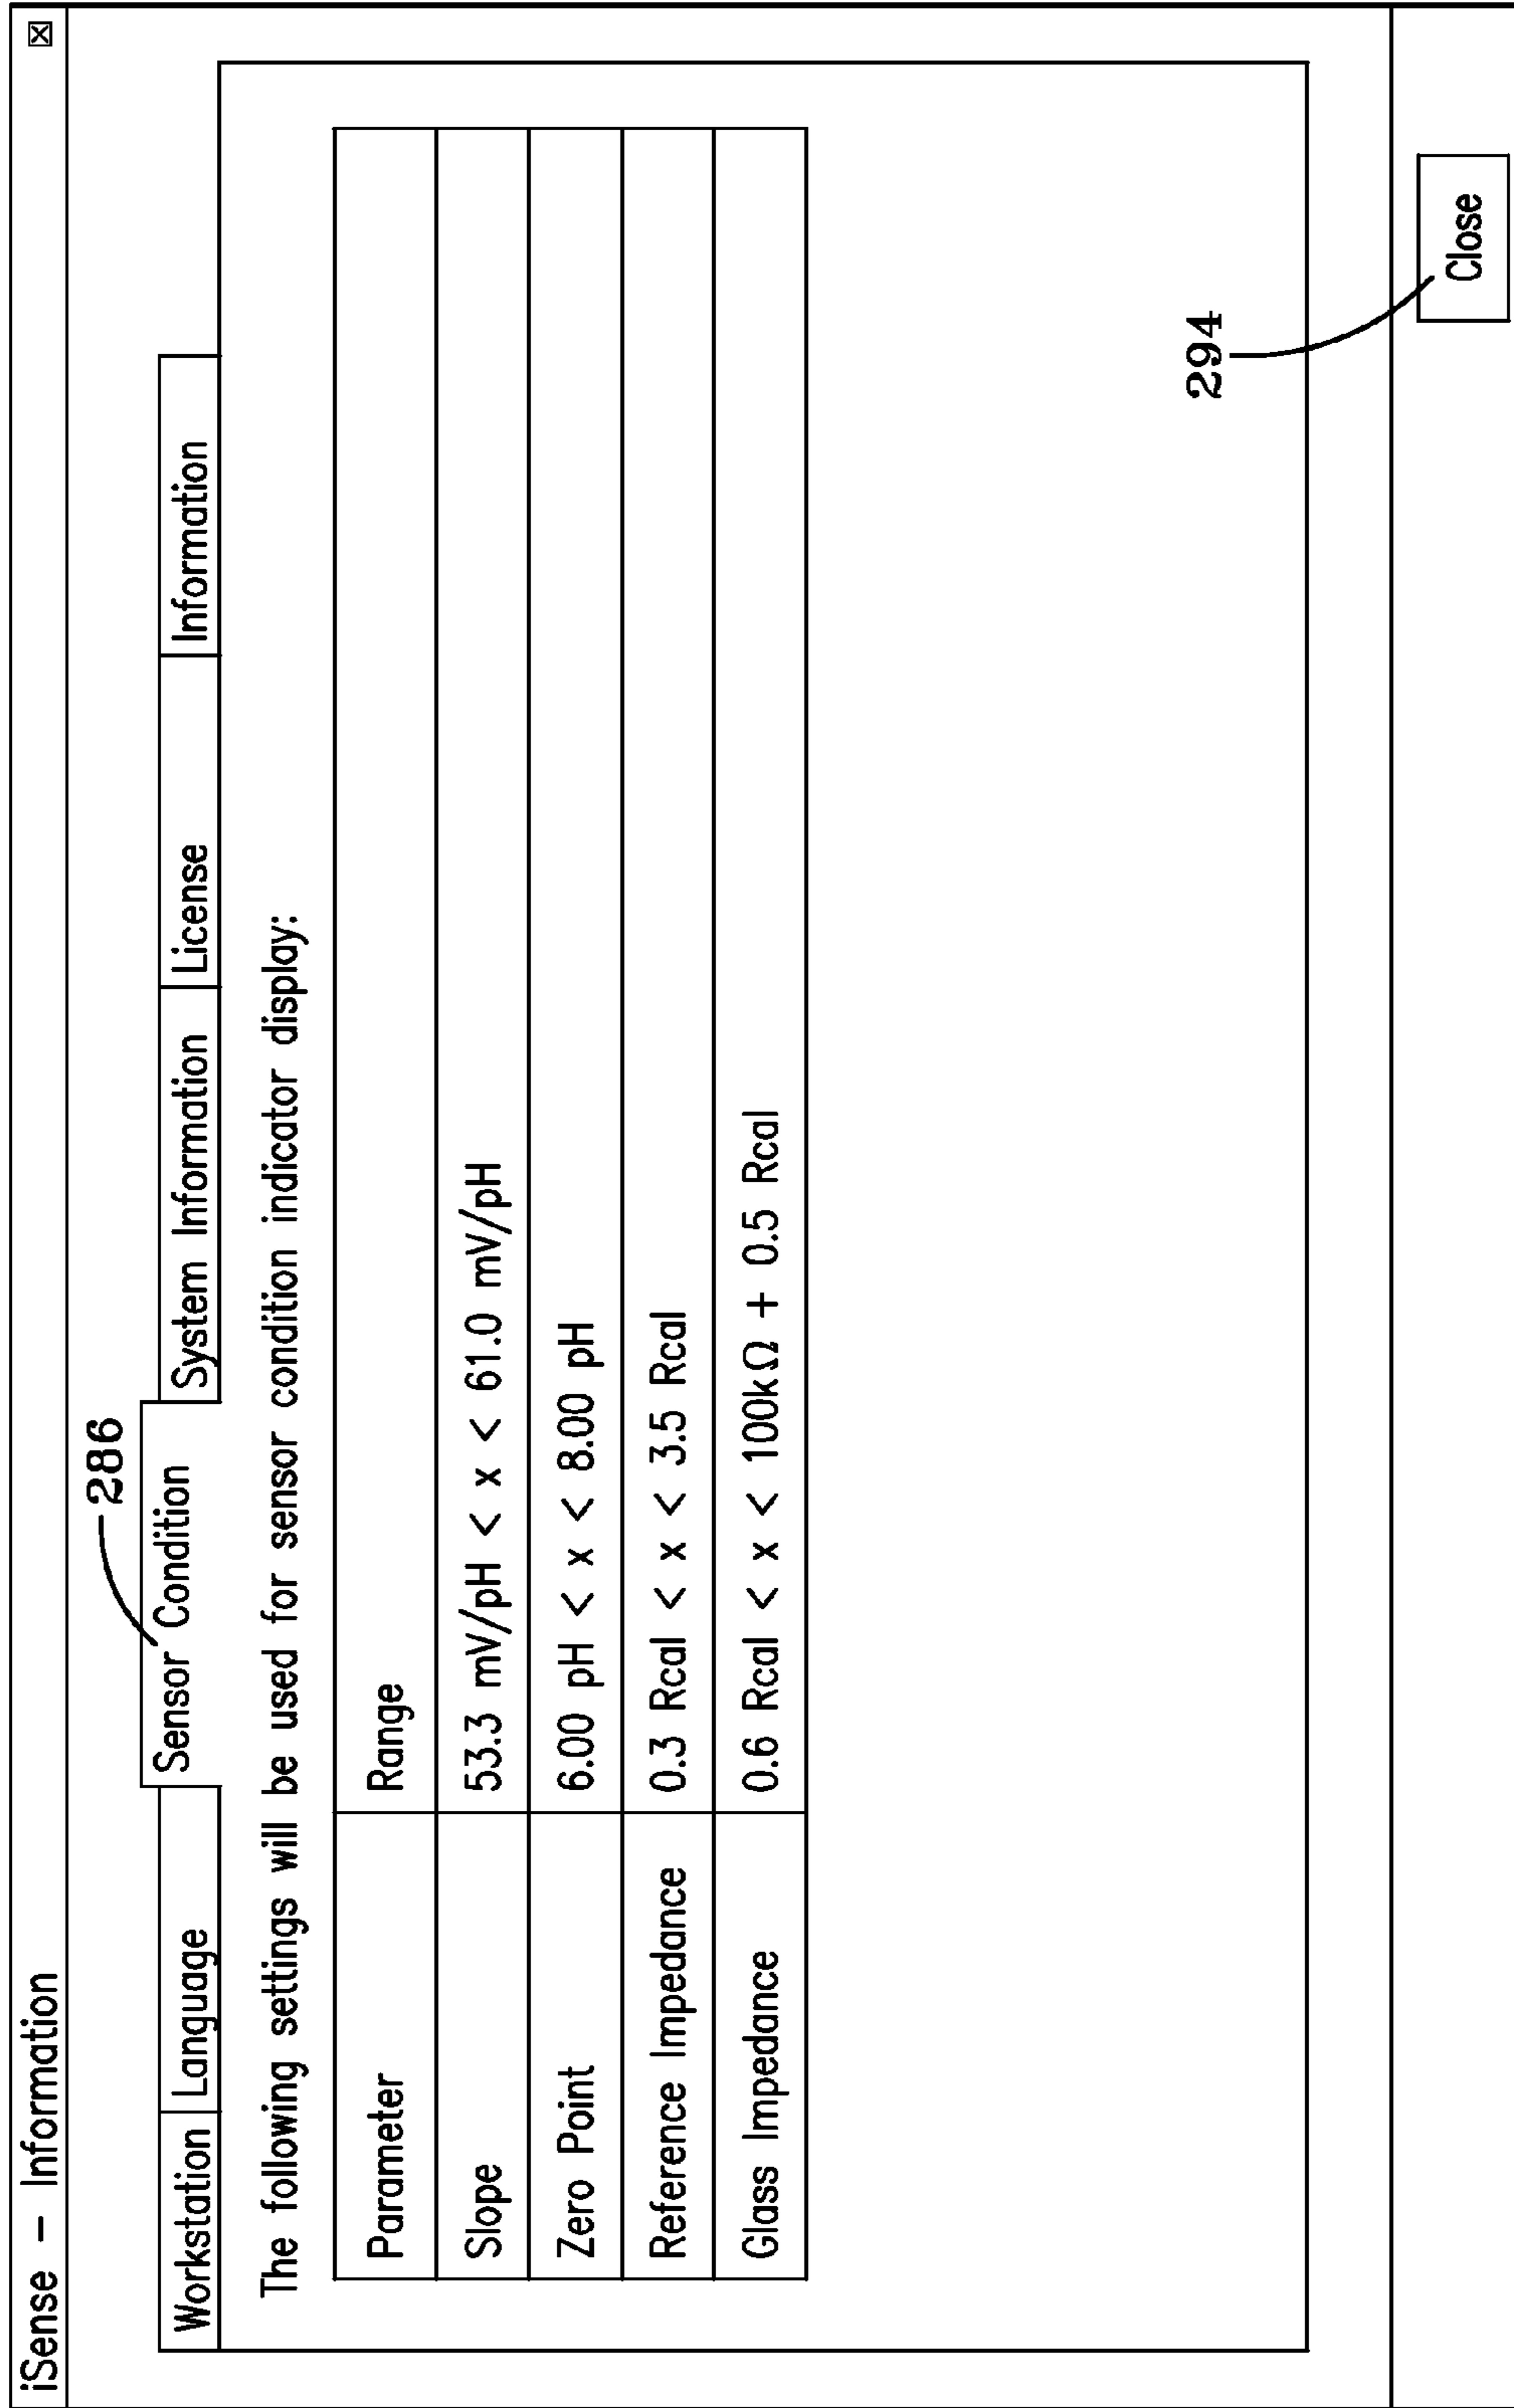 iSense – Information
286
Workstation Language Sensor Condition System Information License Information
The following settings will be used for sensor condition indicator display:
Parameter Range
Slope 53.3 mV/pH < x < 61.0 mV/pH
Zero Point 6.00 pH < x < 8.00 pH
Reference Impedance 0.3 Rcal < x < 3.5 Rcal
Glass Impedance 0.6 Rcal < x < 100kΩ + 0.5 Rcal
294
Close